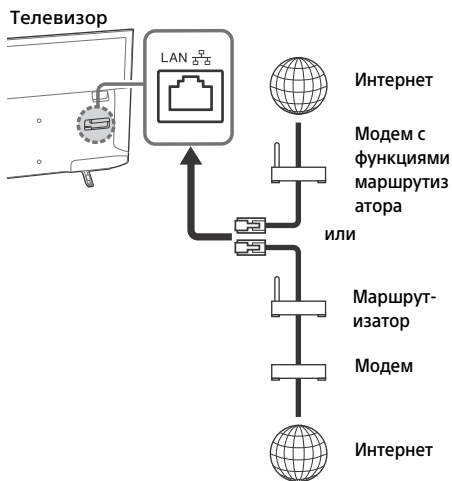 Телевизор
LAN
Интернет
Модем с
функциями
маршрутиз
атора
или
Маршрут-
изатор
Модем
Интернет